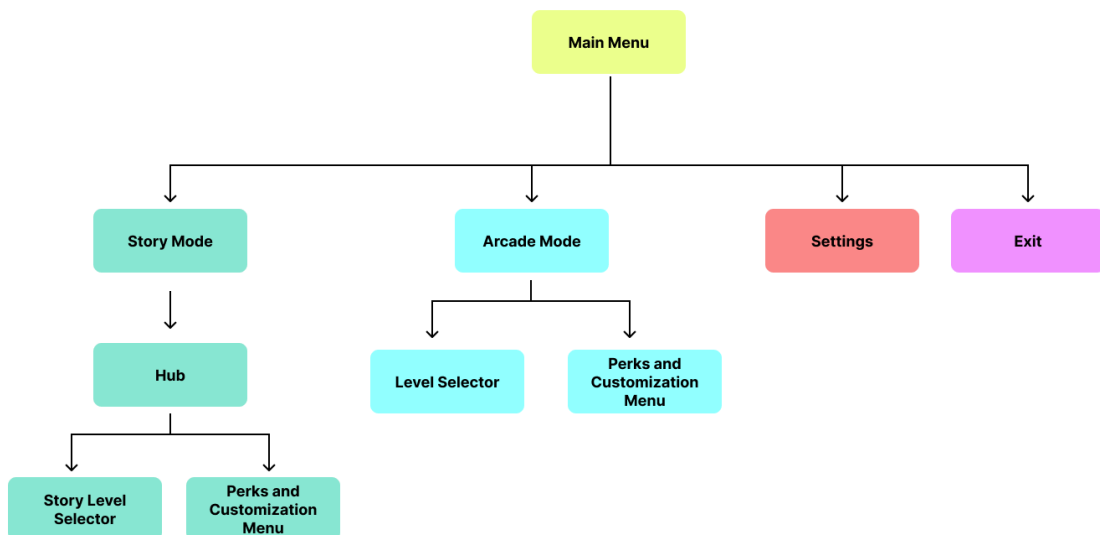 Main Menu
Story Mode
Arcade Mode
Settings
Exit
Hub
Level Selector
Perks and
Customization
Menu
Story Level
Selector
Perks and
Customization
Menu